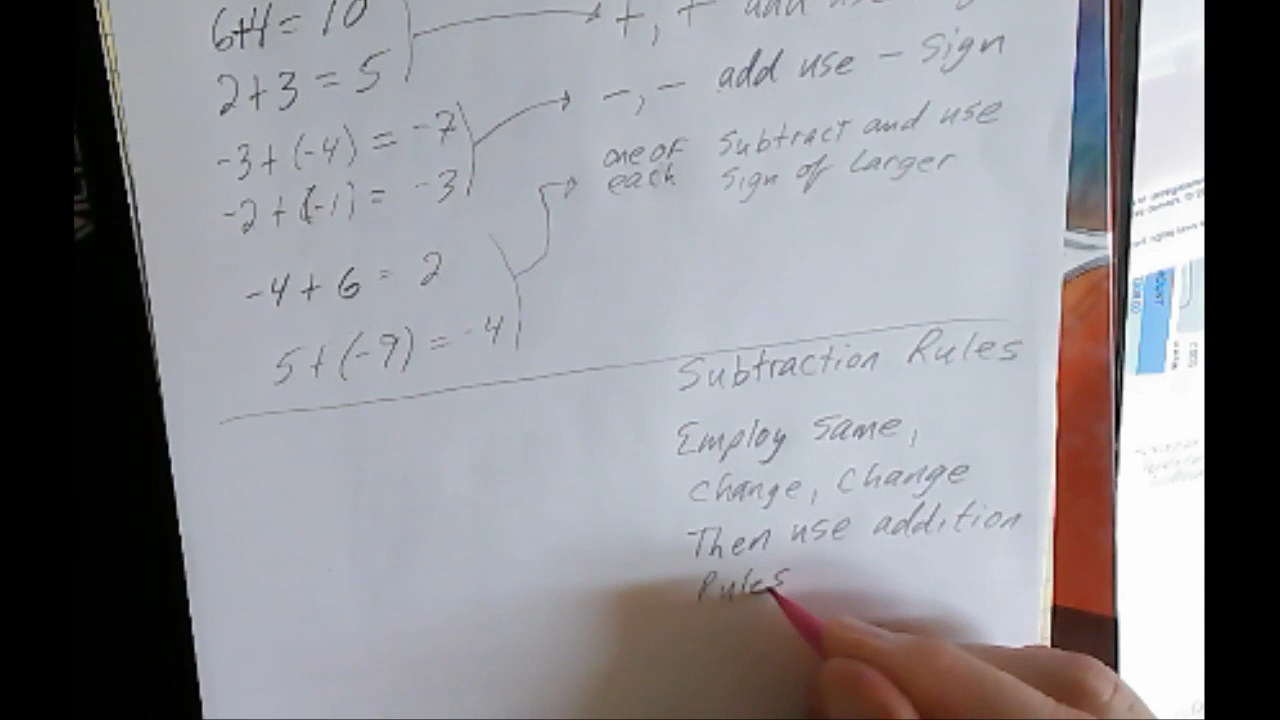 6+4 = 10
+, + add use
2+3 = 5
-, - add use - sign
-3+(-4) = -7
one of each
Subtract and use sign of larger
-2+(-1) = -3
-4+6 = 2
5+(-9) = -4
Subtraction Rules
Employ same,
change, change
Then use addition
Rules